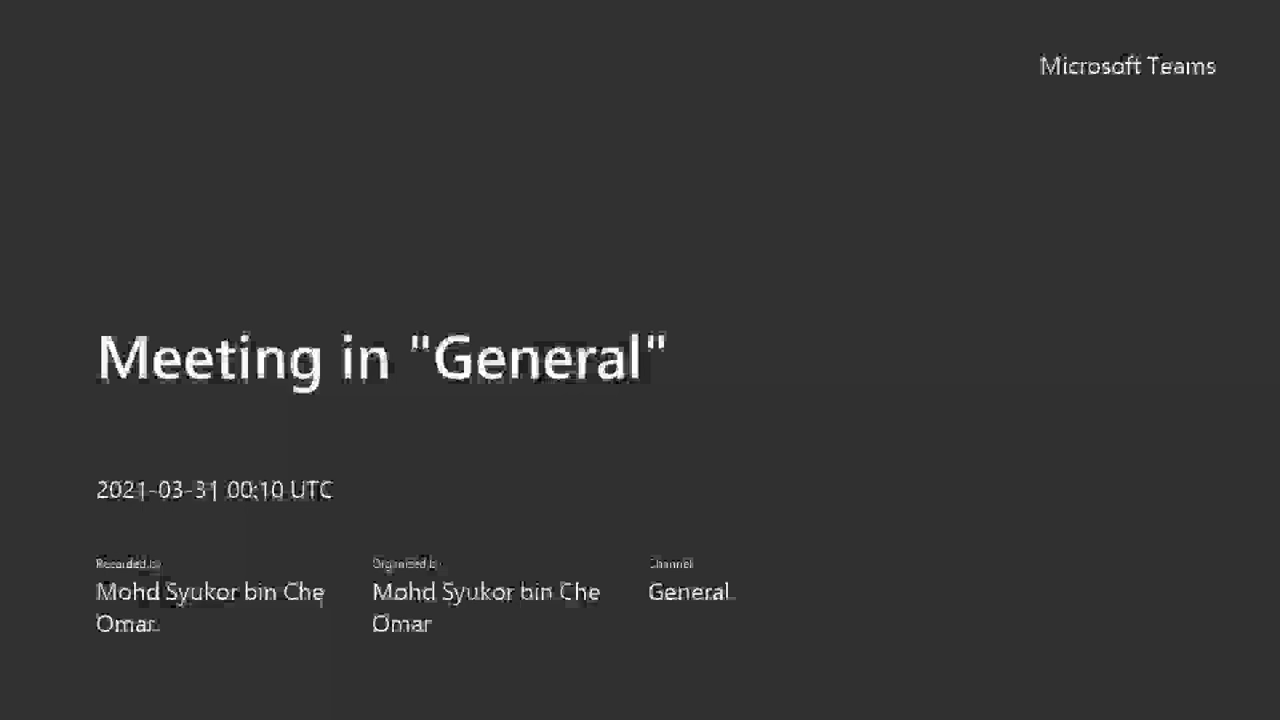 Microsoft Teams
Meeting in "General"
2021-03-31 00:10 UTC
Recorded by
Organized by
Channel
Mohd Syukor bin Che
Omar
Mohd Syukor bin Che
Omar
General